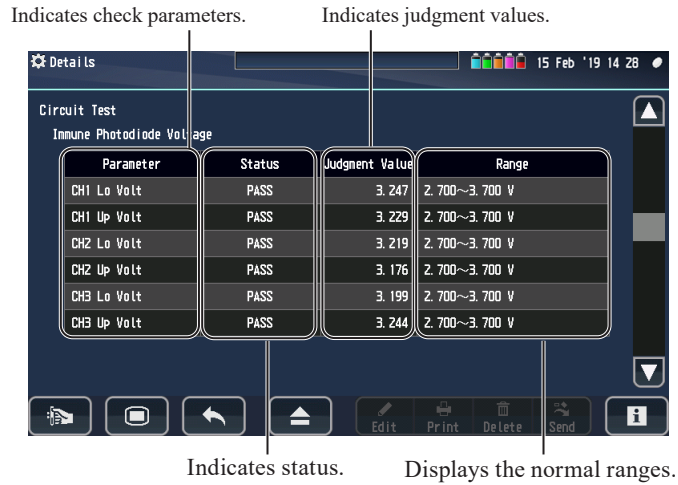 Indicates check parameters.
Indicates judgment values.
Details
15 Feb '19 14 28
Circuit Test
Immune Photodiode Voltage
Parameter Status Judgment Value Range
CH1 Lo Volt PASS 3.247 2.700～3.700 V
CH1 Up Volt PASS 3.229 2.700～3.700 V
CH2 Lo Volt PASS 3.219 2.700～3.700 V
CH2 Up Volt PASS 3.176 2.700～3.700 V
CH3 Lo Volt PASS 3.199 2.700～3.700 V
CH3 Up Volt PASS 3.244 2.700～3.700 V
Edit Print Delete Send
Indicates status.
Displays the normal ranges.